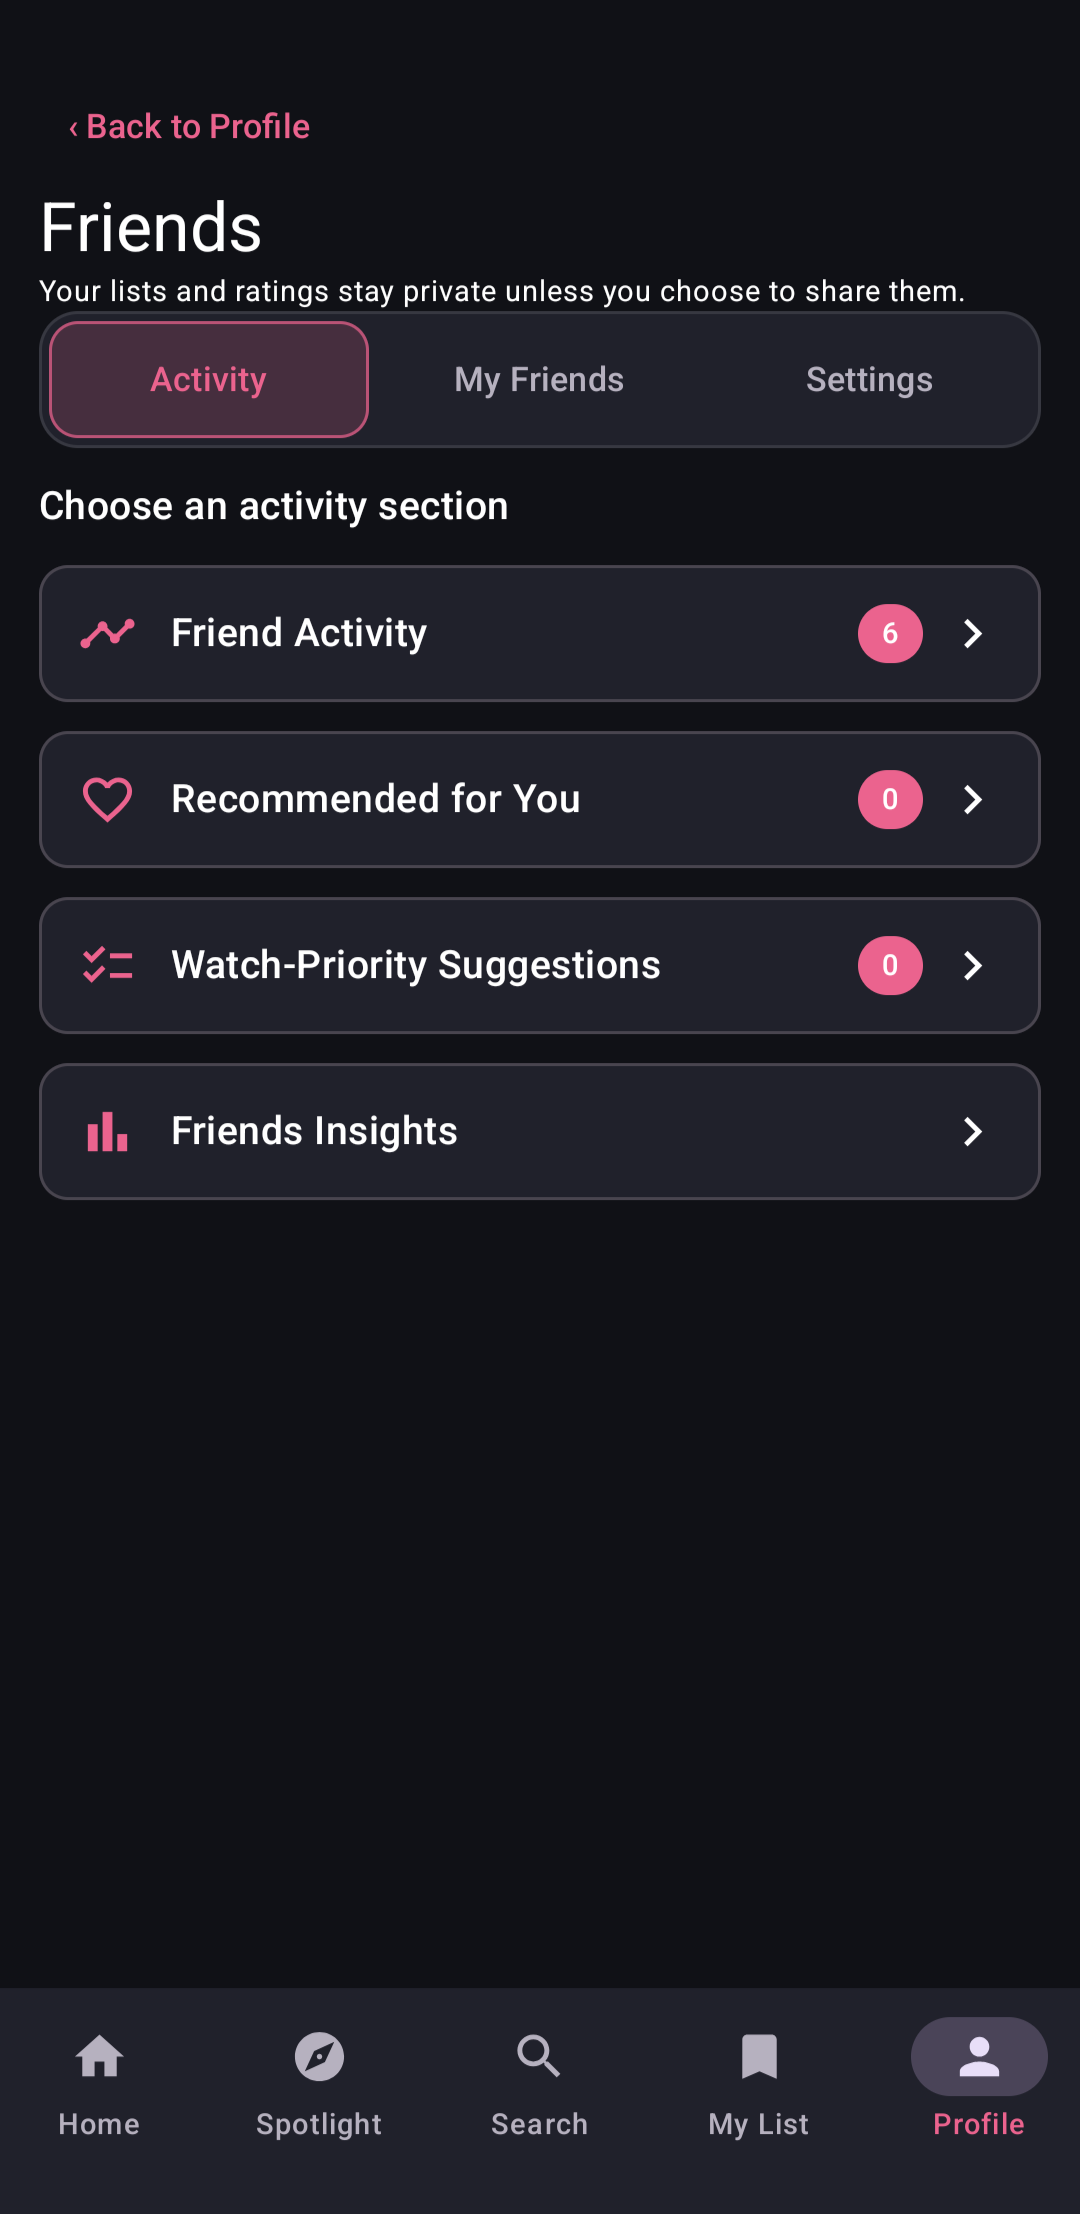 ‹ Back to Profile
Friends
Your lists and ratings stay private unless you choose to share them.
Activity
My Friends
Settings
Choose an activity section
Friend Activity
6
Recommended for You
0
Watch-Priority Suggestions
0
Friends Insights
Home
Spotlight
Search
My List
Profile